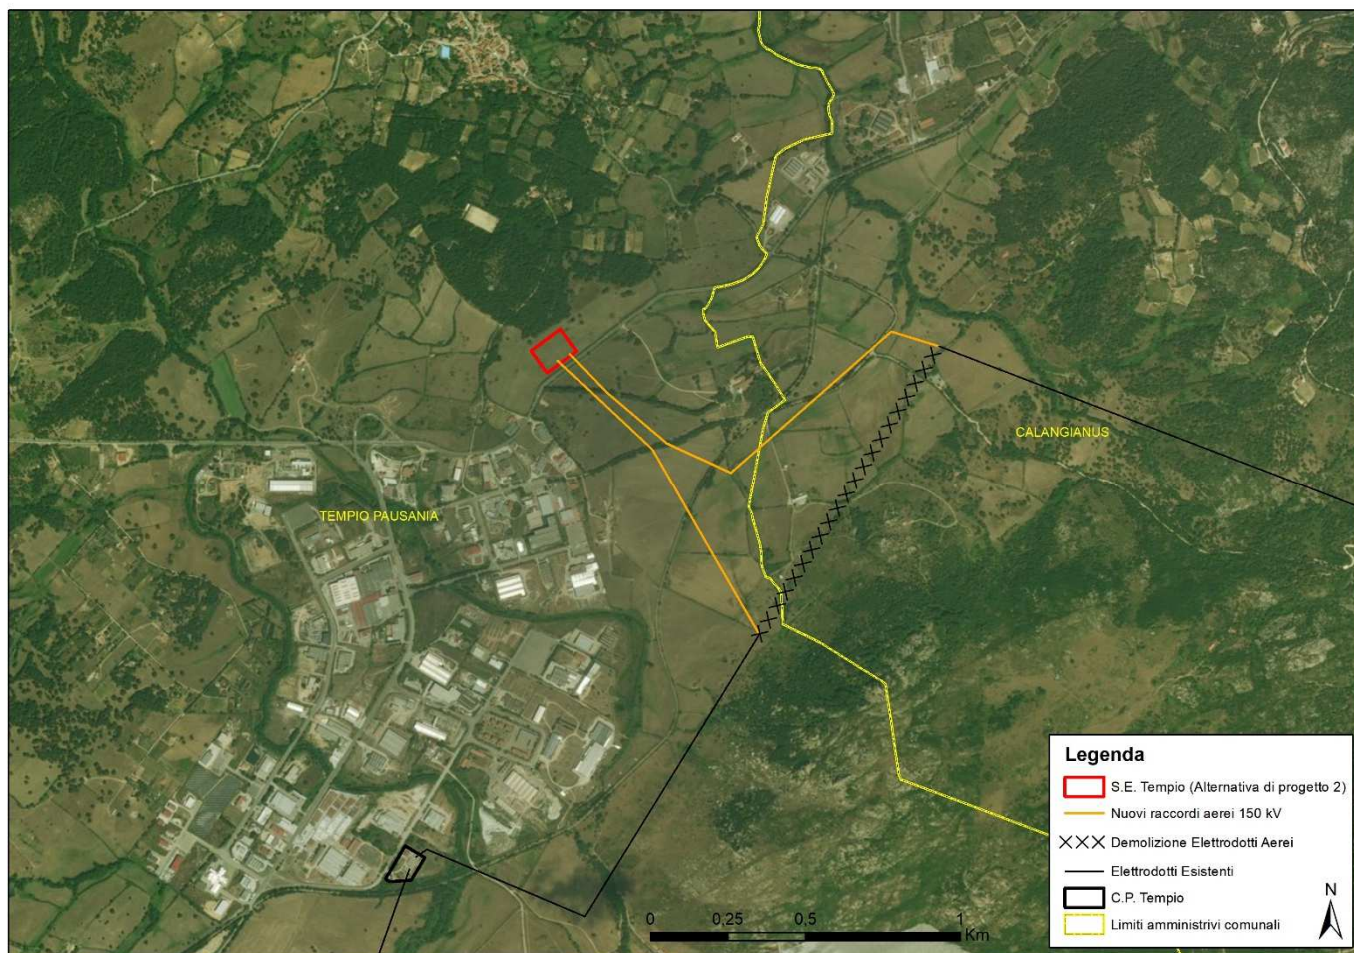 CALANGIANUS
TEMPIO PAUSANIA
Legenda
S.E. Tempio (Alternativa di progetto 2)
Nuovi raccordi aerei 150 kV
Demolizione Elettrodotti Aerei
Elettrodotti Esistenti
C.P. Tempio
Limiti amministrivi comunali
N
0 0,25 0,5 1
Km